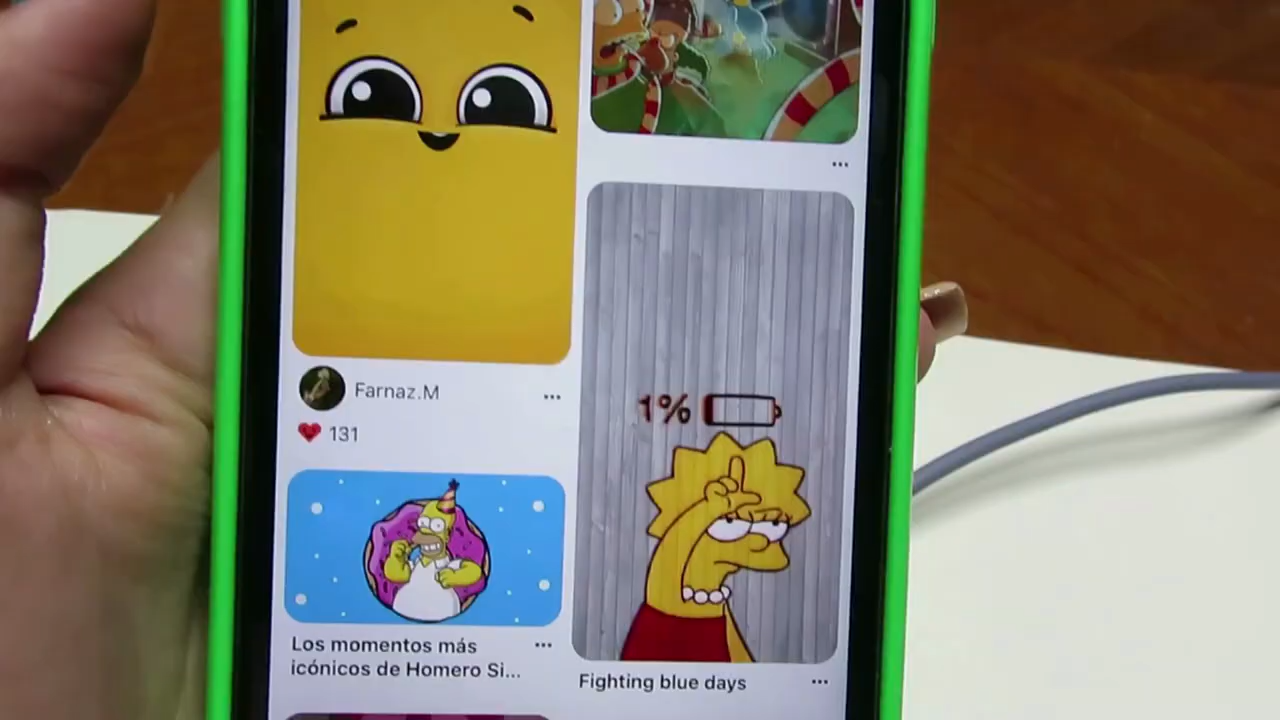 Farnaz.M
131
Los momentos más
icónicos de Homero Si...
1%
Fighting blue days